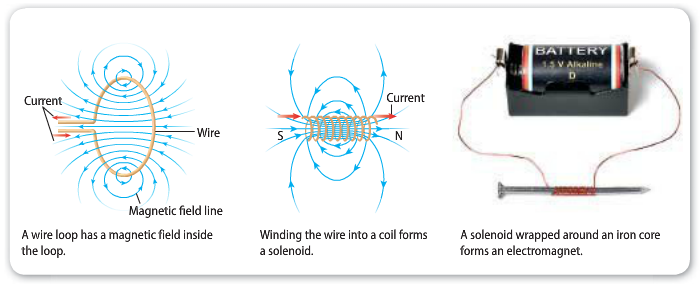 Current
Wire
Magnetic field line
A wire loop has a magnetic field inside
the loop.
Current
S
N
Winding the wire into a coil forms
a solenoid.
BATTERY
1.5 V Alkaline
D
A solenoid wrapped around an iron core
forms an electromagnet.